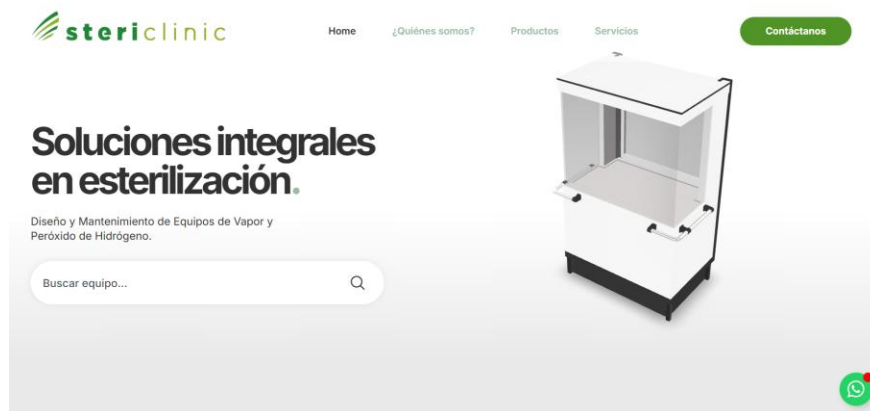 stericlinic
Home
¿Quiénes somos?
Productos
Servicios
Contáctanos
Soluciones integrales
en esterilización.
Diseño y Mantenimiento de Equipos de Vapor y
Peróxido de Hidrógeno.
Buscar equipo...